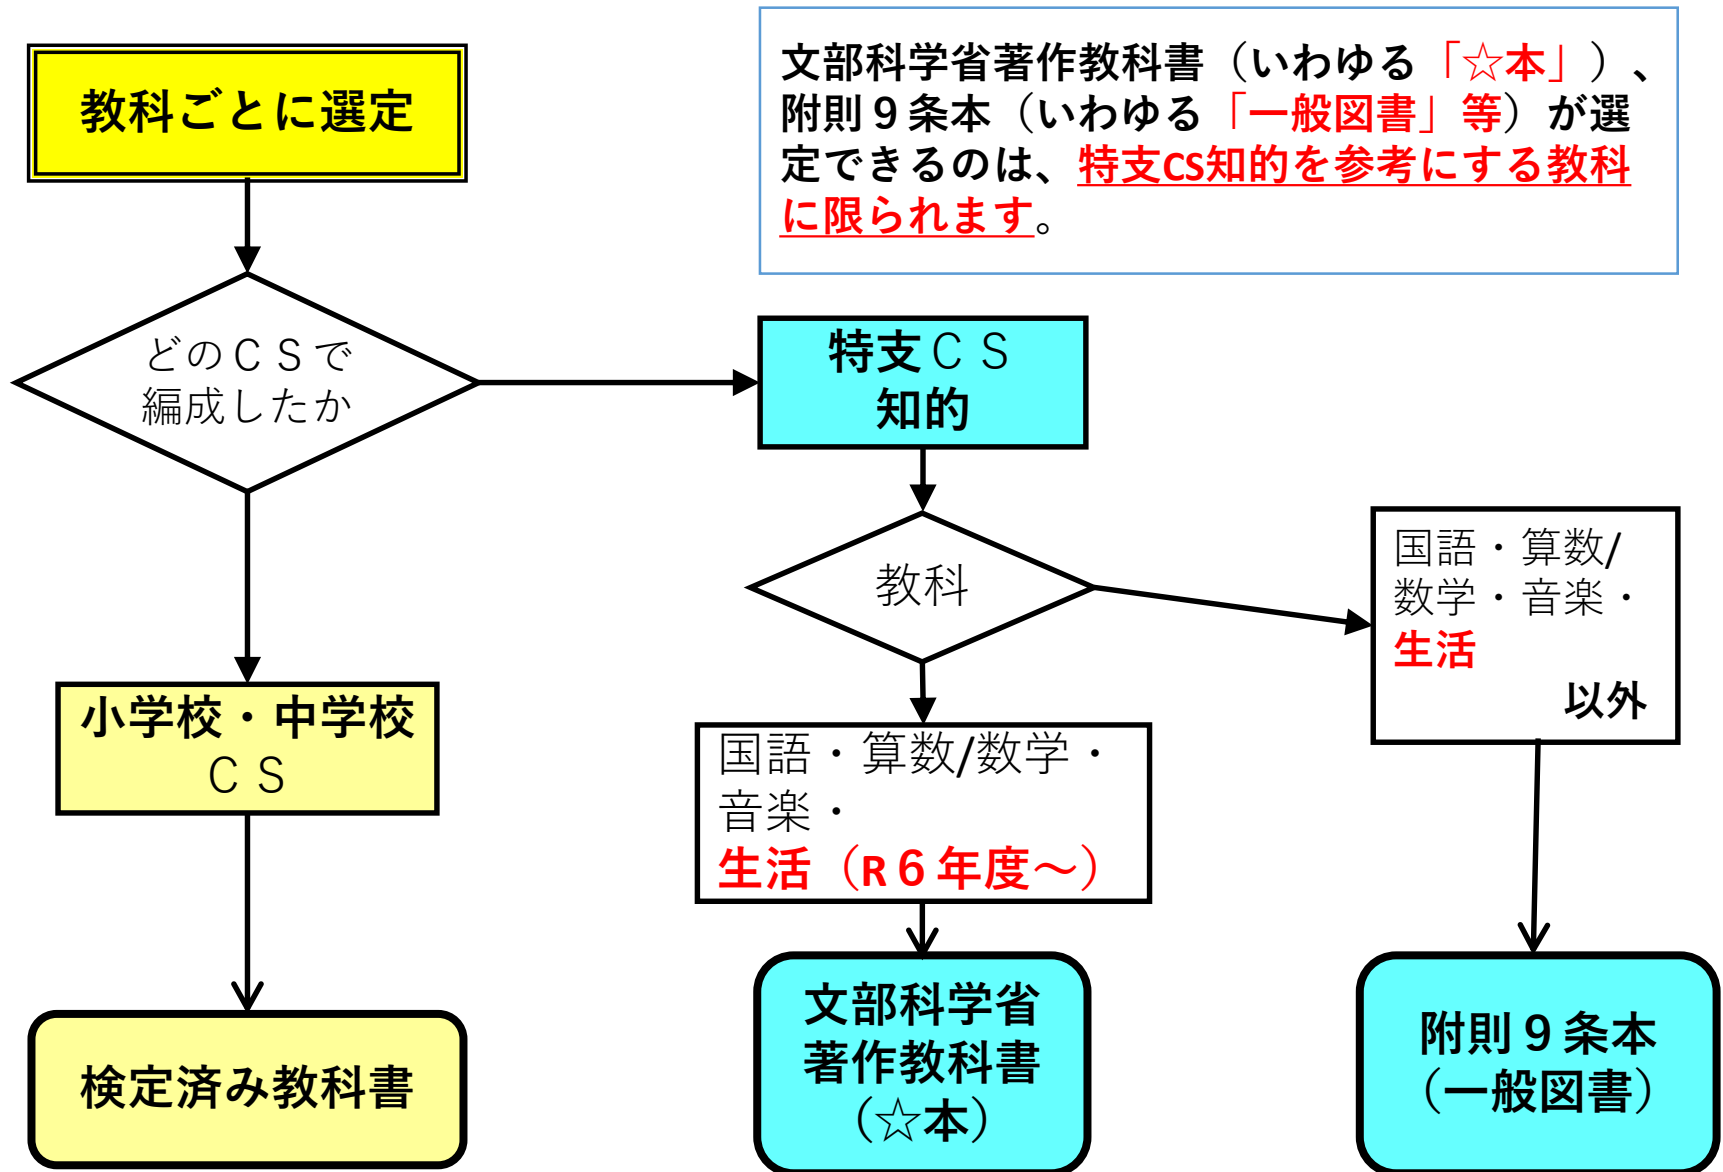 教科ごとに選定
文部科学省著作教科書（いわゆる「☆本」）、
附則９条本（いわゆる「一般図書」等）が選
定できるのは、特支CS知的を参考にする教科
に限られます。
どのＣＳで
編成したか
特支ＣＳ
知的
教科
国語・算数/
数学・音楽・
生活
以外
小学校・中学校
ＣＳ
国語・算数/数学・
音楽・
生活（R６年度～）
検定済み教科書
文部科学省
著作教科書
（☆本）
附則９条本
（一般図書）